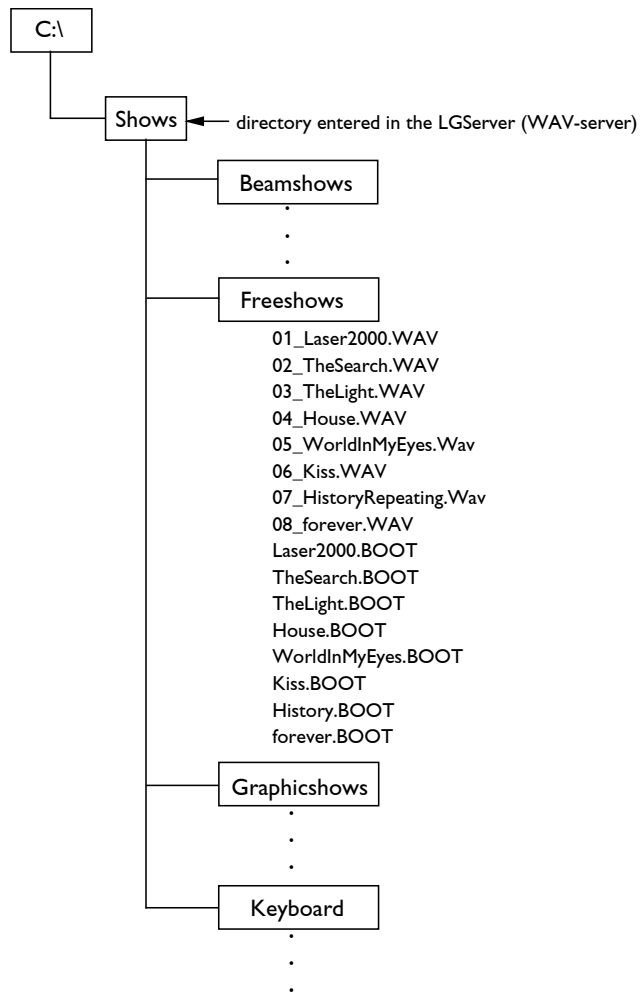 C:\
Shows
directory entered in the LGServer (WAV-server)
Beamshows
Freeshows
01_Laser2000.WAV
02_TheSearch.WAV
03_TheLight.WAV
04_House.WAV
05_WorldInMyEyes.Wav
06_Kiss.WAV
07_HistoryRepeating.Wav
08_forever.WAV
Laser2000.BOOT
TheSearch.BOOT
TheLight.BOOT
House.BOOT
WorldInMyEyes.BOOT
Kiss.BOOT
History.BOOT
forever.BOOT
Graphicshows
Keyboard